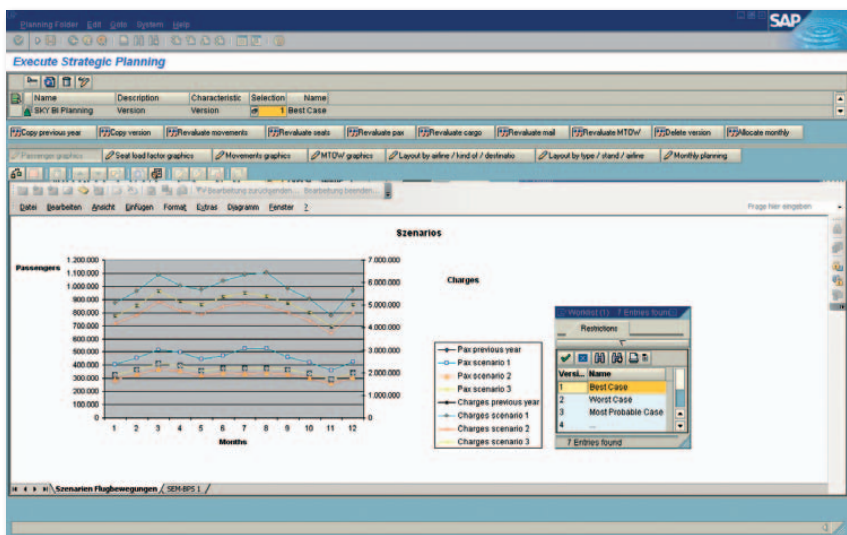 Planning Folder Edit Goto System Help
SAP
Execute Strategic Planning
Name Description Characteristic Selection Name
SKY BI Planning Version Version 1 Best Case
Copy previous year Copy version Revaluate movements Revaluate seats Revaluate pax Revaluate cargo Revaluate mail Revaluate MTOW Delete version Allocate monthly
Passenger graphics Seat load factor graphics Movements graphics MTOW graphics Layout by airline / kind of / destinatio Layout by type / stand / airline Monthly planning
Bearbeitung zurücksenden... Bearbeitung beenden...
Datei Bearbeiten Ansicht Einfügen Format Extras Diagramm Fenster ? Frage hier eingeben
Szenarios
Passengers
1.200.000
1.100.000
1.000.000
900.000
800.000
700.000
600.000
500.000
400.000
300.000
200.000
100.000
0
7.000.000
6.000.000
5.000.000
4.000.000
3.000.000
2.000.000
1.000.000
0
1 2 3 4 5 6 7 8 9 10 11 12
Months
Charges
Pax previous year
Pax scenario 1
Pax scenario 2
Pax scenario 3
Charges previous year
Charges scenario 1
Charges scenario 2
Charges scenario 3
Worklist (1) 7 Entries found
Restrictions
Versi... Name
1 Best Case
2 Worst Case
3 Most Probable Case
4 ...
7 Entries found
Szenarien Flugbewegungen / SEM-BPS 1 /